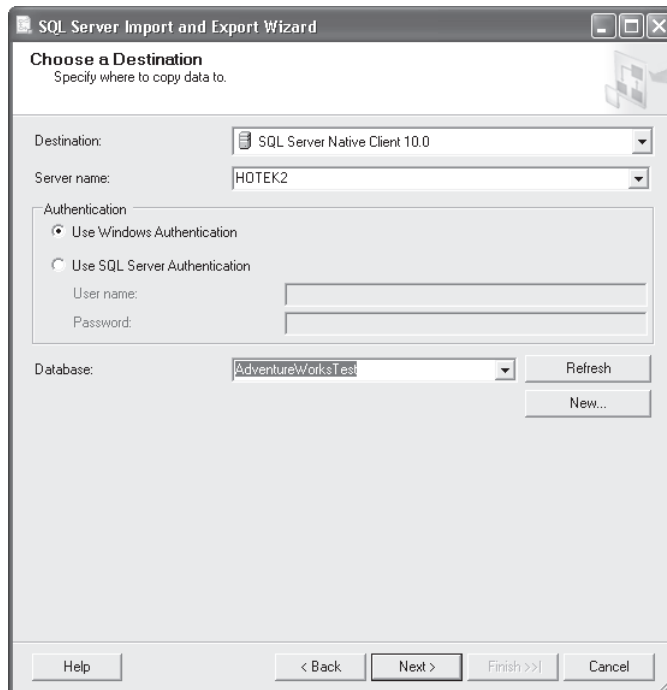 SQL Server Import and Export Wizard
Choose a Destination
Specify where to copy data to.
Destination: SQL Server Native Client 10.0
Server name: HOTEK2
Authentication
Use Windows Authentication
Use SQL Server Authentication
User name:
Password:
Database: AdventureWorksTest Refresh
New...
Help < Back Next > Finish >>| Cancel